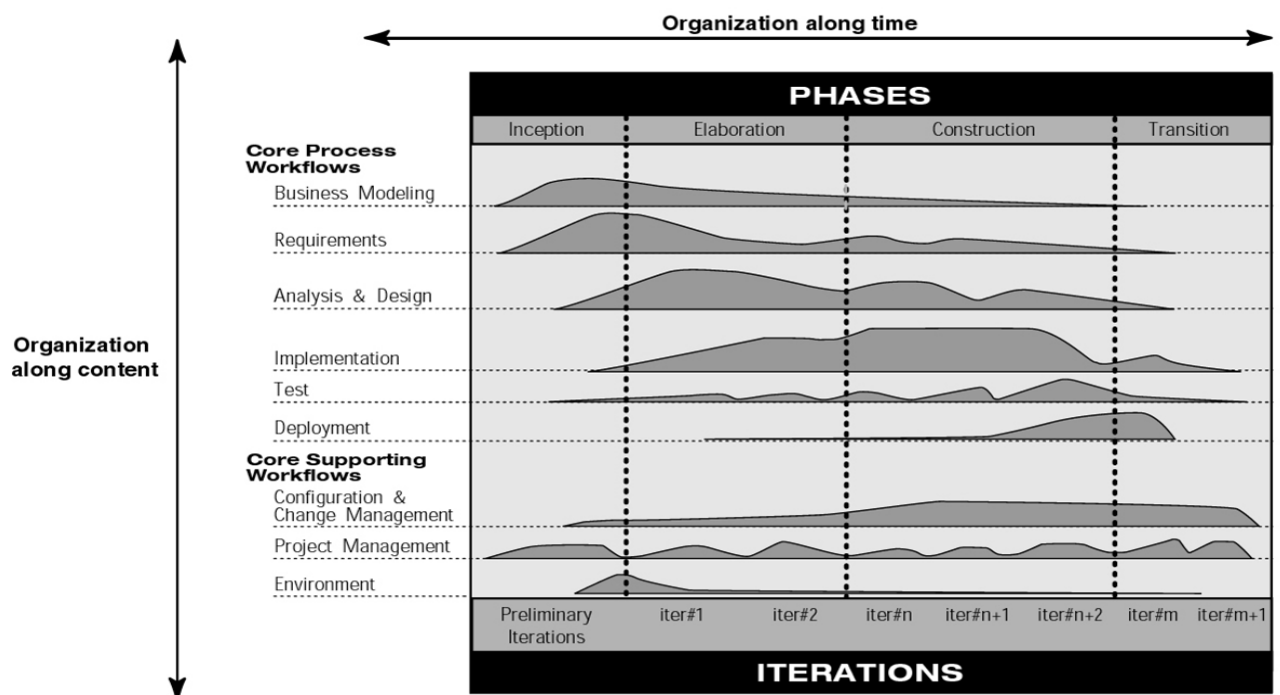 Organization along time
PHASES
Inception Elaboration Construction Transition
Core Process
Workflows
Business Modeling
Requirements
Analysis & Design
Organization
along content
Implementation
Test
Deployment
Core Supporting
Workflows
Configuration &
Change Management
Project Management
Environment
Preliminary
Iterations
iter#1 iter#2 iter#n iter#n+1 iter#n+2 iter#m iter#m+1
ITERATIONS